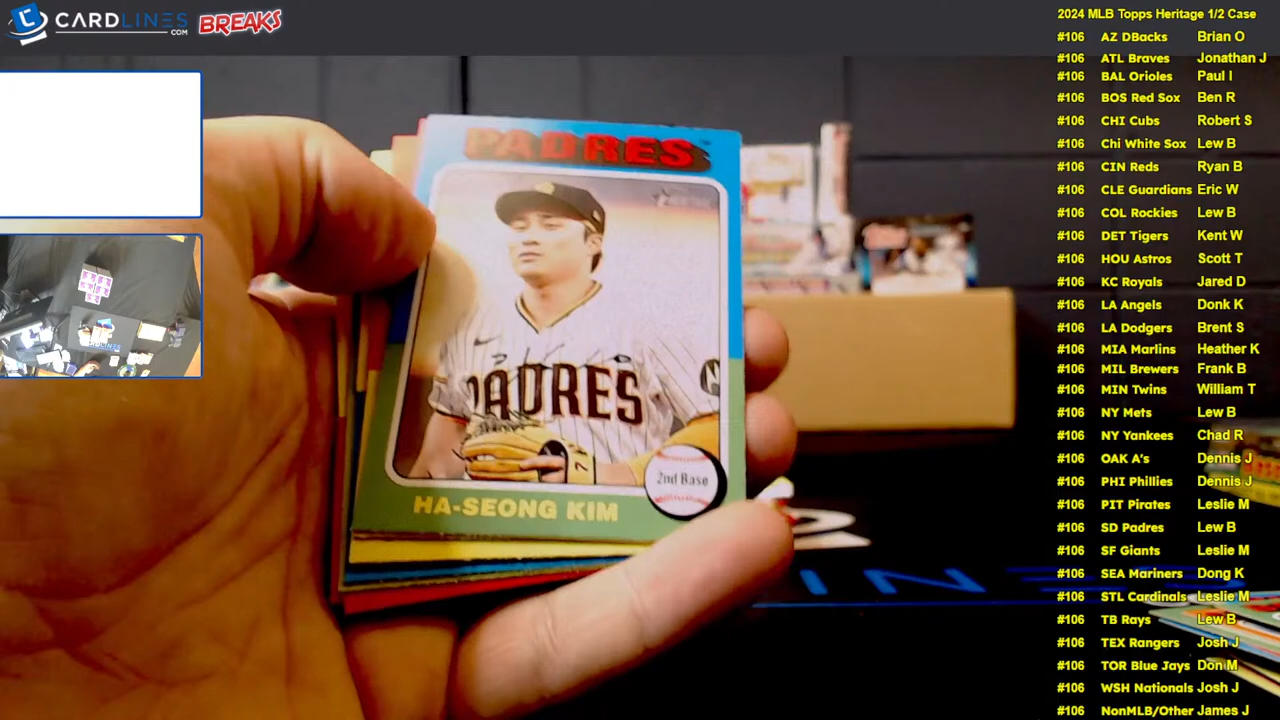 CARDLINES
.COM
BREAKS
2024 MLB Topps Heritage 1/2 Case
#106 AZ DBacks Brian O
#106 ATL Braves Jonathan J
#106 BAL Orioles Paul I
#106 BOS Red Sox Ben R
#106 CHI Cubs Robert S
#106 Chi White Sox Lew B
#106 CIN Reds Ryan B
#106 CLE Guardians Eric W
#106 COL Rockies Lew B
#106 DET Tigers Kent W
#106 HOU Astros Scott T
#106 KC Royals Jared D
#106 LA Angels Donk K
#106 LA Dodgers Brent S
#106 MIA Marlins Heather K
#106 MIL Brewers Frank B
#106 MIN Twins William T
#106 NY Mets Lew B
#106 NY Yankees Chad R
#106 OAK A's Dennis J
#106 PHI Phillies Dennis J
#106 PIT Pirates Leslie M
#106 SD Padres Lew B
#106 SF Giants Leslie M
#106 SEA Mariners Dong K
#106 STL Cardinals Leslie M
#106 TB Rays Lew B
#106 TEX Rangers Josh J
#106 TOR Blue Jays Don M
#106 WSH Nationals Josh J
#106 NonMLB/Other James J
PADRES
Heritage
PADRES
7
2nd Base
HA-SEONG KIM